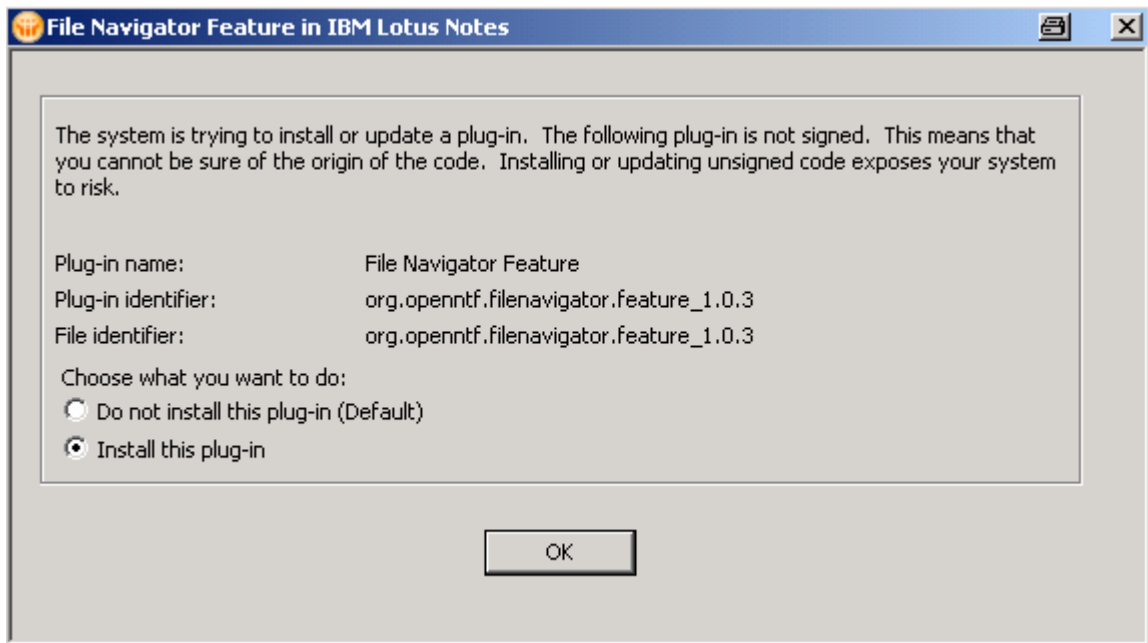 File Navigator Feature in IBM Lotus Notes
The system is trying to install or update a plug-in. The following plug-in is not signed. This means that
you cannot be sure of the origin of the code. Installing or updating unsigned code exposes your system
to risk.
Plug-in name: File Navigator Feature
Plug-in identifier: org.openntf.filenavigator.feature_1.0.3
File identifier: org.openntf.filenavigator.feature_1.0.3
Choose what you want to do:
Do not install this plug-in (Default)
Install this plug-in
OK